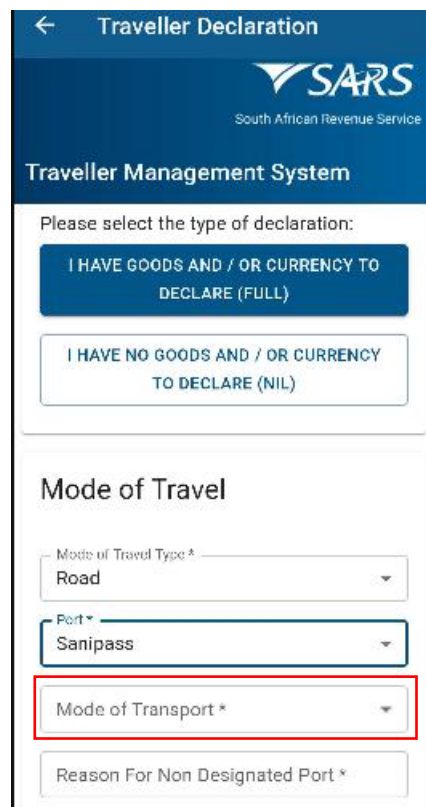 Traveller Declaration
SARS
South African Revenue Service
Traveller Management System
Please select the type of declaration:
I HAVE GOODS AND / OR CURRENCY TO
DECLARE (FULL)
I HAVE NO GOODS AND / OR CURRENCY
TO DECLARE (NIL)
Mode of Travel
Mode of Travel Type *
Road
Port *
Sanipass
Mode of Transport *
Reason For Non Designated Port *